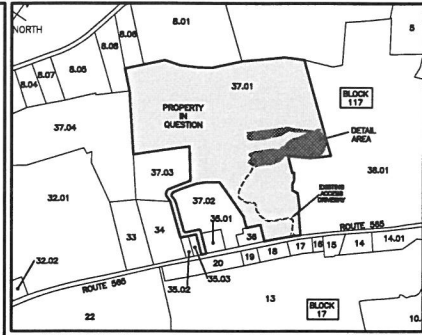 NORTH
8.01
5
8.06
8.06
8.05
8.07
8.04
37.01
BLOCK
117
PROPERTY
IN
QUESTION
DETAIL
AREA
37.04
37.03
38.01
32.01
37.02
EXISTING
ACCESS
DRIVEWAY
36.01
33
34
36
ROUTE 565
17
16
15
14
14.01
18
19
20
32.02
35.03
35.02
ROUTE 565
13
BLOCK
17
22
10.